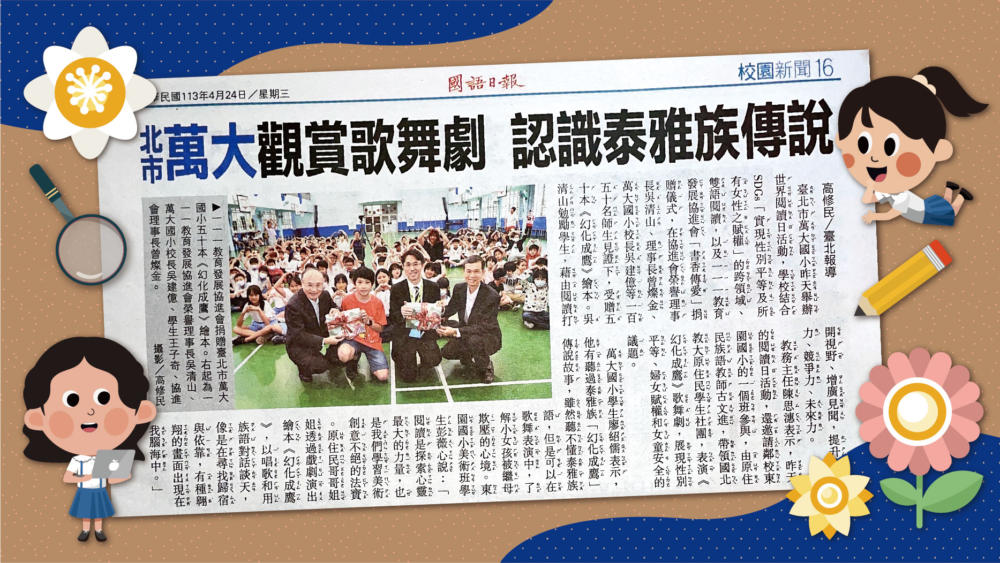 華民國113年4月24日／星期三
國語日報
校園新聞 16
北市萬大觀賞歌舞劇 認識泰雅族傳說
高修民／臺北報導
臺北市萬大國小昨天舉辦
世界閱讀日活動，學校結合
SDGs「實現性別平等及所
有女性之賦權」的跨領域、
雙語閱讀，以及一一一教育
發展協進會「書香傳愛」捐
贈儀式，在協進會榮譽理事
長吳清山、理事長曾燦金、
萬大國小校長吳建億等一百
五十名師生見證下，受贈五
十本《幻化成鷹》繪本。吳
清山勉勵學生，藉由閱讀打
開視野、增廣見聞，提升
力、競爭力、未來力。
教務主任陳思漶表示，昨天
的閱讀日活動，還邀請鄰校東
園國小的一個班參與，由原住
民族語教師古文進，帶領國北
教大原住民學生社團，表演《
幻化成鷹》歌舞劇，展現性別
平等、婦女賦權和女童安全的
議題。
萬大國小學生廖紹儒表示，
他有聽過泰雅族「幻化成鷹」
傳說故事，雖然聽不懂泰雅族
語，但是可以在
歌舞表演中，了
解小女孩被繼母
欺壓的心境。東
園國小美術班學
生彭薇心說：「
閱讀是探索心靈
最大的力量，也
是我們學習美術
創意不絕的法寶
。原住民哥哥姐
姐透過戲劇演出
繪本《幻化成鷹
》，以唱歌和用
族語對話談天，
像是在尋找歸宿
與依靠，有種翱
翔的畫面出現在
我腦海中。」
▶一一一教育發展協進會捐贈臺北市萬大
國小五十本《幻化成鷹》繪本。右起為一
一一教育發展協進會榮譽理事長吳清山、
萬大國小校長吳建億、學生王子奇、協進
會理事長曾燦金。
攝影／高修民